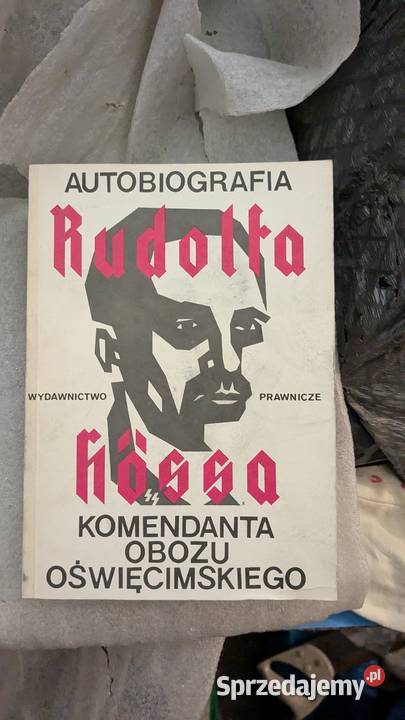 AUTOBIOGRAFIA
Rudolfa
WYDAWNICTWO PRAWNICZE
Hössa
KOMENDANTA
OBOZU
OŚWIĘCIMSKIEGO
Sprzedajemy.pl